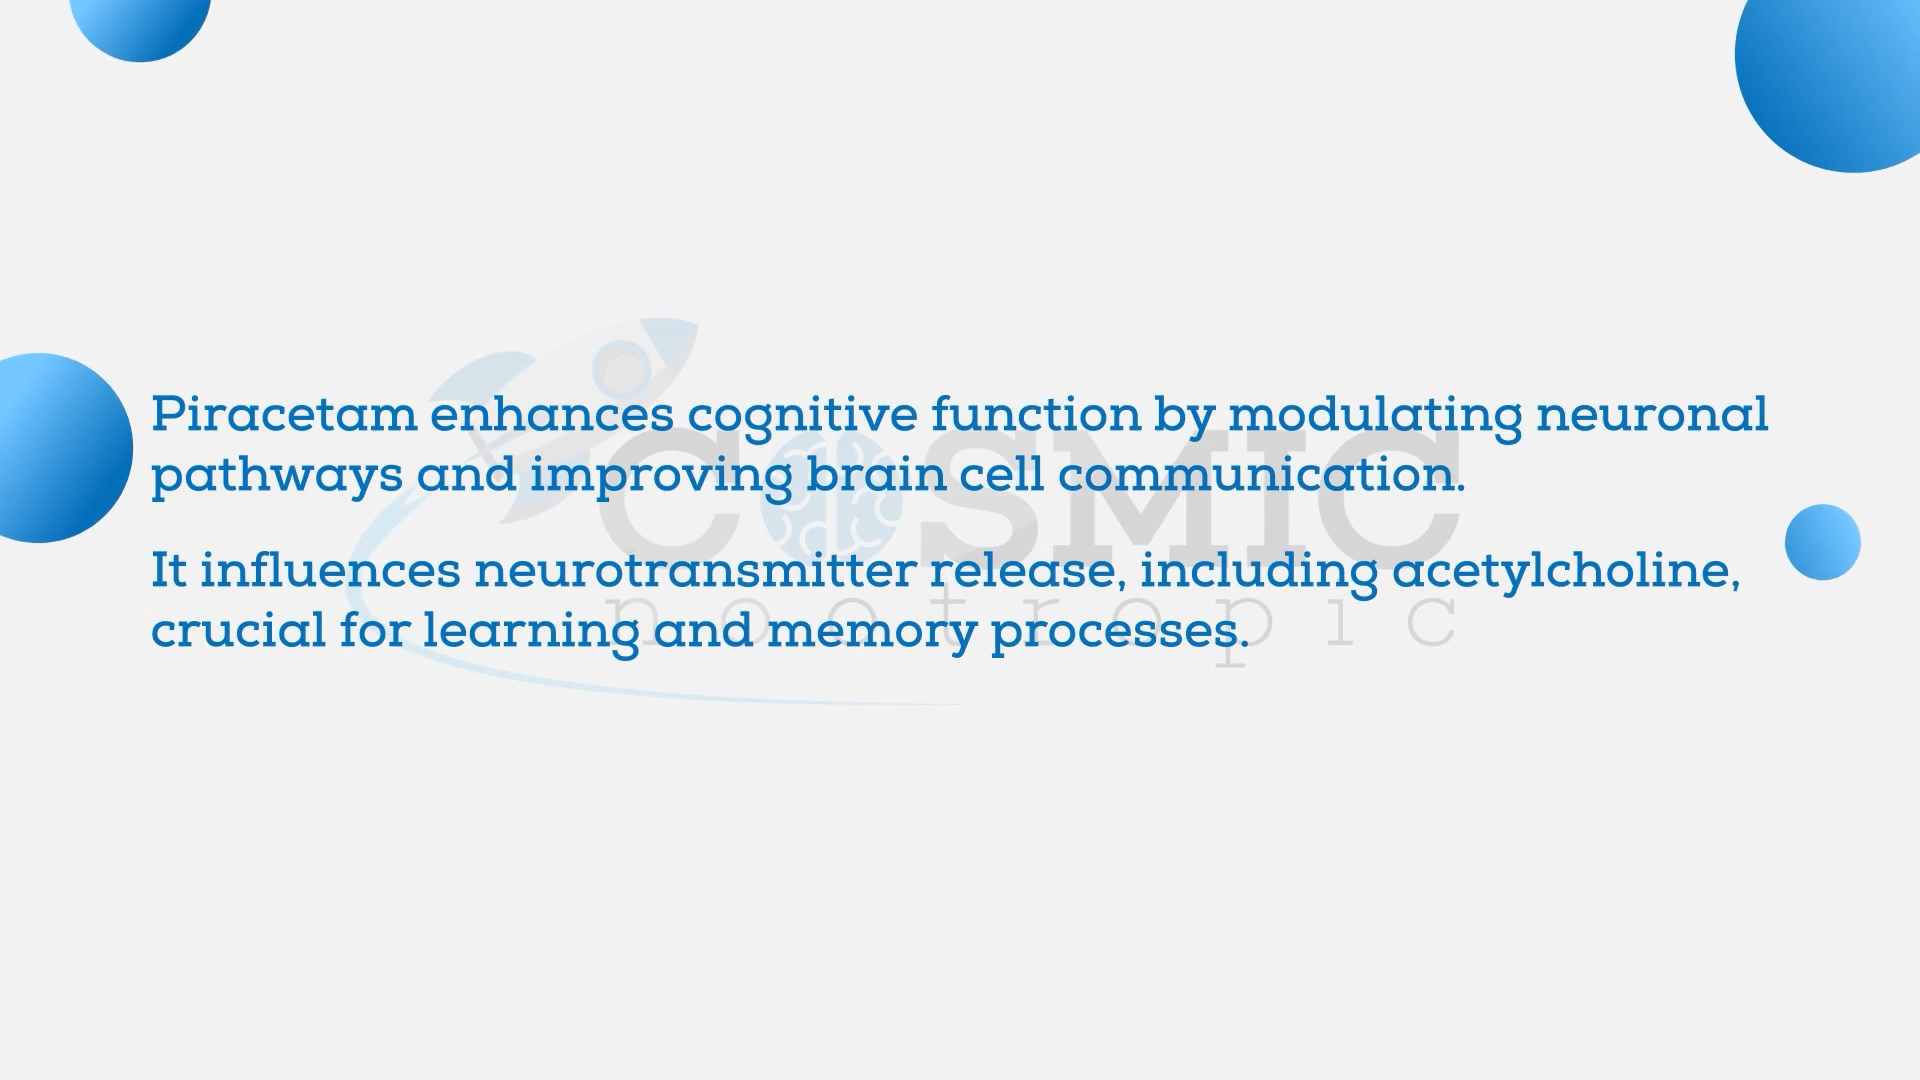 Piracetam enhances cognitive function by modulating neuronal
pathways and improving brain cell communication.
COSMIC
It influences neurotransmitter release, including acetylcholine,
nootropic
crucial for learning and memory processes.